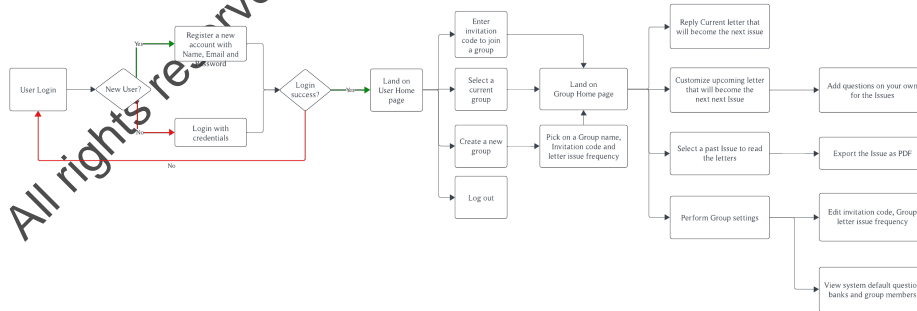 All rights reserv
User Login
New User?
Yes
Register a new
account with
Name, Email and
Password
No
Login with
credentials
Login
success?
Yes
No
Land on
User Home
page
Enter
invitation
code to join
a group
Select a
current
group
Create a new
group
Log out
Land on
Group Home page
Pick on a Group name,
Invitation code and
letter issue frequency
Reply Current letter that
will become the next issue
Customize upcoming letter
that will become the
next next Issue
Add questions on your own
for the Issues
Select a past Issue to read
the letters
Export the Issue as PDF
Perform Group settings
Edit invitation code, Group
letter issue frequency
View system default questio
banks and group members